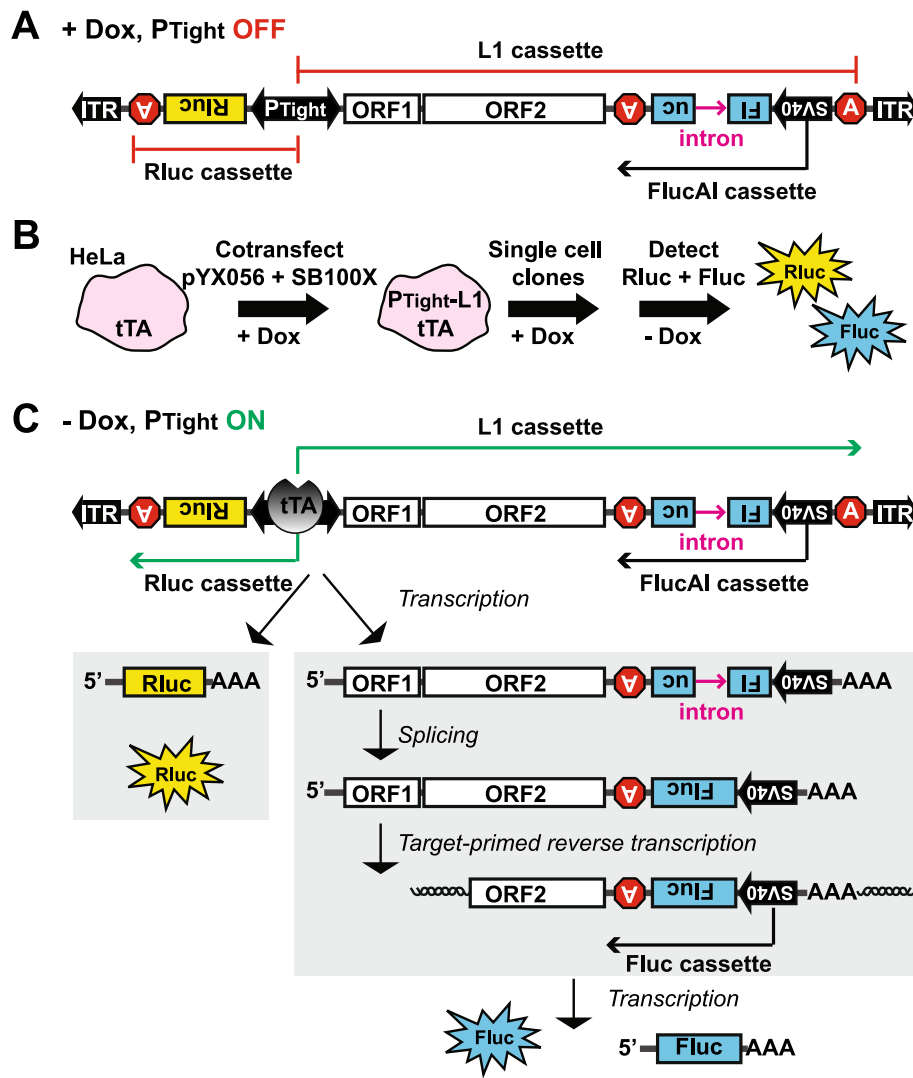 A + Dox, PTight OFF
L1 cassette
ITR A Rluc PTight ORF1 ORF2 A uc FI SV40 A ITR
intron
Rluc cassette
FlucAI cassette
B
HeLa Cotransfect Single cell Detect
pYX056 + SB100X clones Rluc + Fluc Rluc
tTA PTight-L1 tTA Fluc
+ Dox + Dox - Dox
C - Dox, PTight ON
L1 cassette
ITR A Rluc tTA ORF1 ORF2 A uc FI SV40 A ITR
intron
Rluc cassette
FlucAI cassette
Transcription
5’ Rluc AAA
Rluc
5’ ORF1 ORF2 A uc FI SV40 AAA
intron
Splicing
5’ ORF1 ORF2 A Fluc SV40 AAA
Target-primed reverse transcription
ORF2 A Fluc SV40 AAA
Fluc cassette
Transcription
Fluc
5’ Fluc AAA